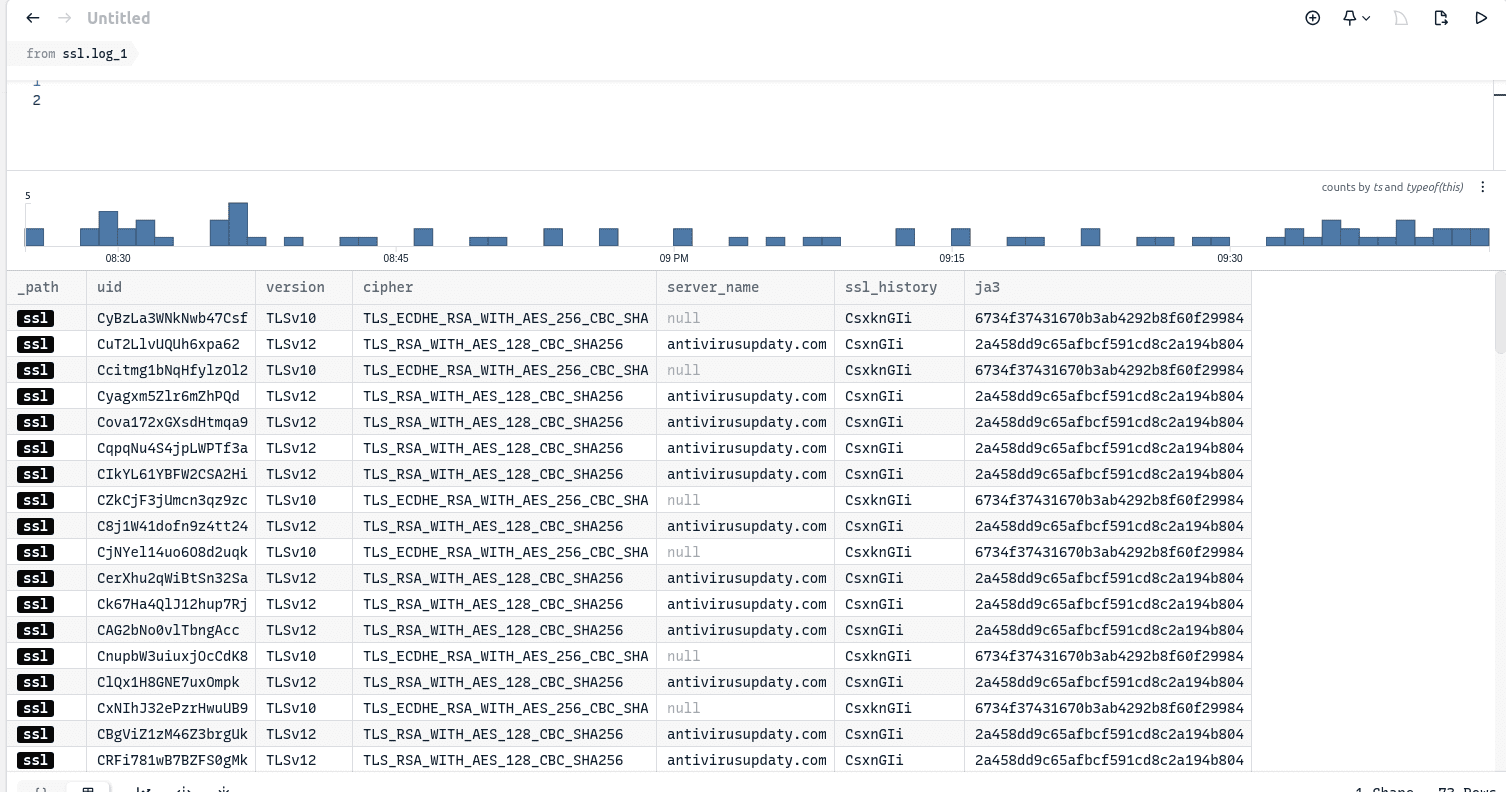 Untitled
from ssl.log_1
1
2
counts by ts and typeof(this)
5
08:30 08:45 09 PM 09:15 09:30
_path uid version cipher server_name ssl_history ja3
ssl CyBzLa3WNkNwb47Csf TLSv10 TLS_ECDHE_RSA_WITH_AES_256_CBC_SHA null CsxknGIi 6734f37431670b3ab4292b8f60f29984
ssl CuT2LlvUQUh6xpa62 TLSv12 TLS_RSA_WITH_AES_128_CBC_SHA256 antivirusupdaty.com CsxnGIi 2a458dd9c65afbcf591cd8c2a194b804
ssl Ccitmg1bNqHfylzOl2 TLSv10 TLS_ECDHE_RSA_WITH_AES_256_CBC_SHA null CsxknGIi 6734f37431670b3ab4292b8f60f29984
ssl Cyagxm5Zlr6mZhPQd TLSv12 TLS_RSA_WITH_AES_128_CBC_SHA256 antivirusupdaty.com CsxnGIi 2a458dd9c65afbcf591cd8c2a194b804
ssl Cova172xGXsdHtmqa9 TLSv12 TLS_RSA_WITH_AES_128_CBC_SHA256 antivirusupdaty.com CsxnGIi 2a458dd9c65afbcf591cd8c2a194b804
ssl CqpqNu4S4jpLWPTf3a TLSv12 TLS_RSA_WITH_AES_128_CBC_SHA256 antivirusupdaty.com CsxnGIi 2a458dd9c65afbcf591cd8c2a194b804
ssl CIkYL61YBFW2CSA2Hi TLSv12 TLS_RSA_WITH_AES_128_CBC_SHA256 antivirusupdaty.com CsxnGIi 2a458dd9c65afbcf591cd8c2a194b804
ssl CZkCjF3jUmcn3qz9zc TLSv10 TLS_ECDHE_RSA_WITH_AES_256_CBC_SHA null CsxknGIi 6734f37431670b3ab4292b8f60f29984
ssl C8j1W41dofn9z4tt24 TLSv12 TLS_RSA_WITH_AES_128_CBC_SHA256 antivirusupdaty.com CsxnGIi 2a458dd9c65afbcf591cd8c2a194b804
ssl CjNYel14uo6O8d2uqk TLSv10 TLS_ECDHE_RSA_WITH_AES_256_CBC_SHA null CsxknGIi 6734f37431670b3ab4292b8f60f29984
ssl CerXhu2qWiBtSn32Sa TLSv12 TLS_RSA_WITH_AES_128_CBC_SHA256 antivirusupdaty.com CsxnGIi 2a458dd9c65afbcf591cd8c2a194b804
ssl Ck67Ha4QlJ12hup7Rj TLSv12 TLS_RSA_WITH_AES_128_CBC_SHA256 antivirusupdaty.com CsxnGIi 2a458dd9c65afbcf591cd8c2a194b804
ssl CAG2bNo0vlTbngAcc TLSv12 TLS_RSA_WITH_AES_128_CBC_SHA256 antivirusupdaty.com CsxnGIi 2a458dd9c65afbcf591cd8c2a194b804
ssl CnupbW3uiuxjOcCdK8 TLSv10 TLS_ECDHE_RSA_WITH_AES_256_CBC_SHA null CsxknGIi 6734f37431670b3ab4292b8f60f29984
ssl ClQx1H8GNE7uxOmpk TLSv12 TLS_RSA_WITH_AES_128_CBC_SHA256 antivirusupdaty.com CsxnGIi 2a458dd9c65afbcf591cd8c2a194b804
ssl CxNIhJ32ePzrHwuUB9 TLSv10 TLS_ECDHE_RSA_WITH_AES_256_CBC_SHA null CsxknGIi 6734f37431670b3ab4292b8f60f29984
ssl CBgViZ1zM46Z3brgUk TLSv12 TLS_RSA_WITH_AES_128_CBC_SHA256 antivirusupdaty.com CsxnGIi 2a458dd9c65afbcf591cd8c2a194b804
ssl CRFi781wB7BZFS0gMk TLSv12 TLS_RSA_WITH_AES_128_CBC_SHA256 antivirusupdaty.com CsxnGIi 2a458dd9c65afbcf591cd8c2a194b804
1 Shape